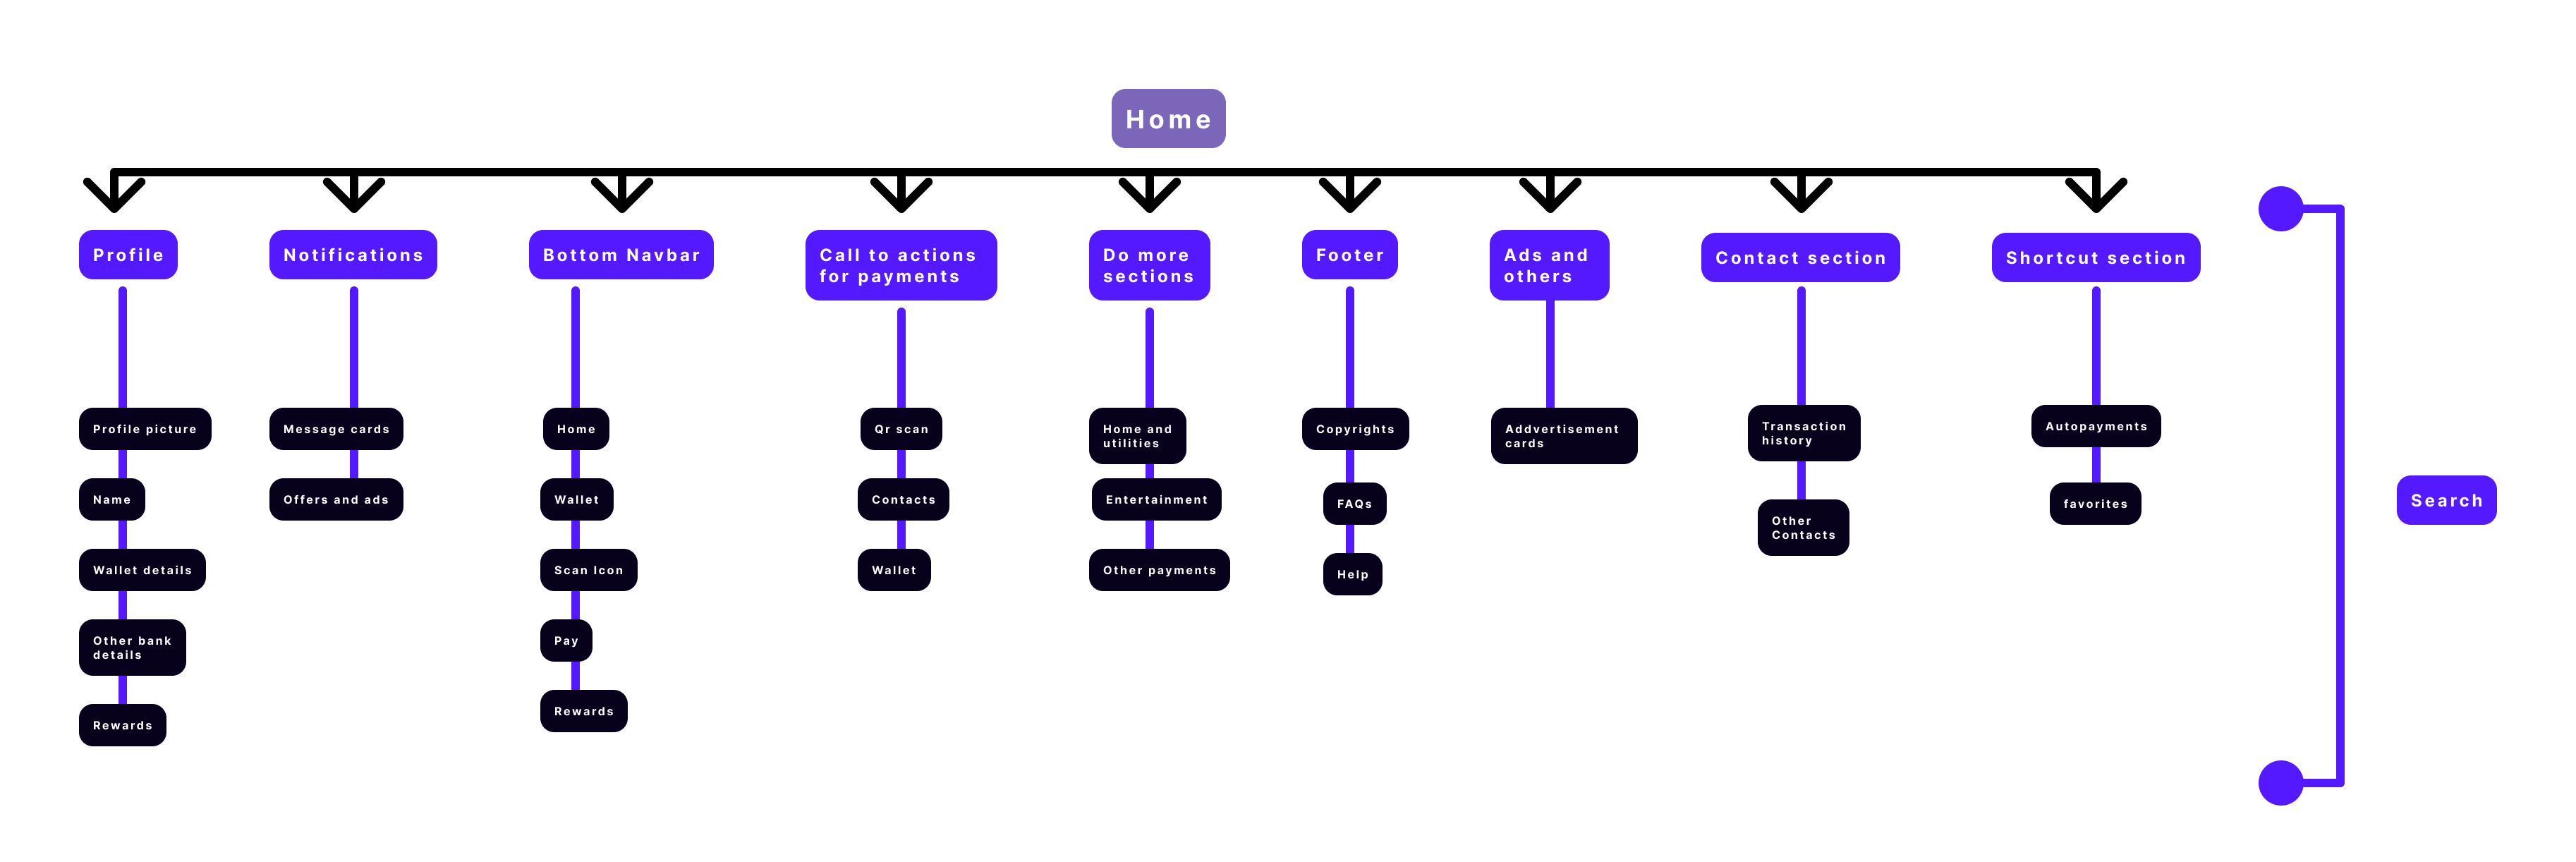 Home
Profile
Notifications
Bottom Navbar
Call to actions
for payments
Do more
sections
Footer
Ads and
others
Contact section
Shortcut section
Profile picture
Name
Wallet details
Other bank
details
Rewards
Message cards
Offers and ads
Home
Wallet
Scan Icon
Pay
Rewards
Qr scan
Contacts
Wallet
Home and
utilities
Entertainment
Other payments
Copyrights
FAQs
Help
Addvertisement
cards
Transaction
history
Other
Contacts
Autopayments
favorites
Search